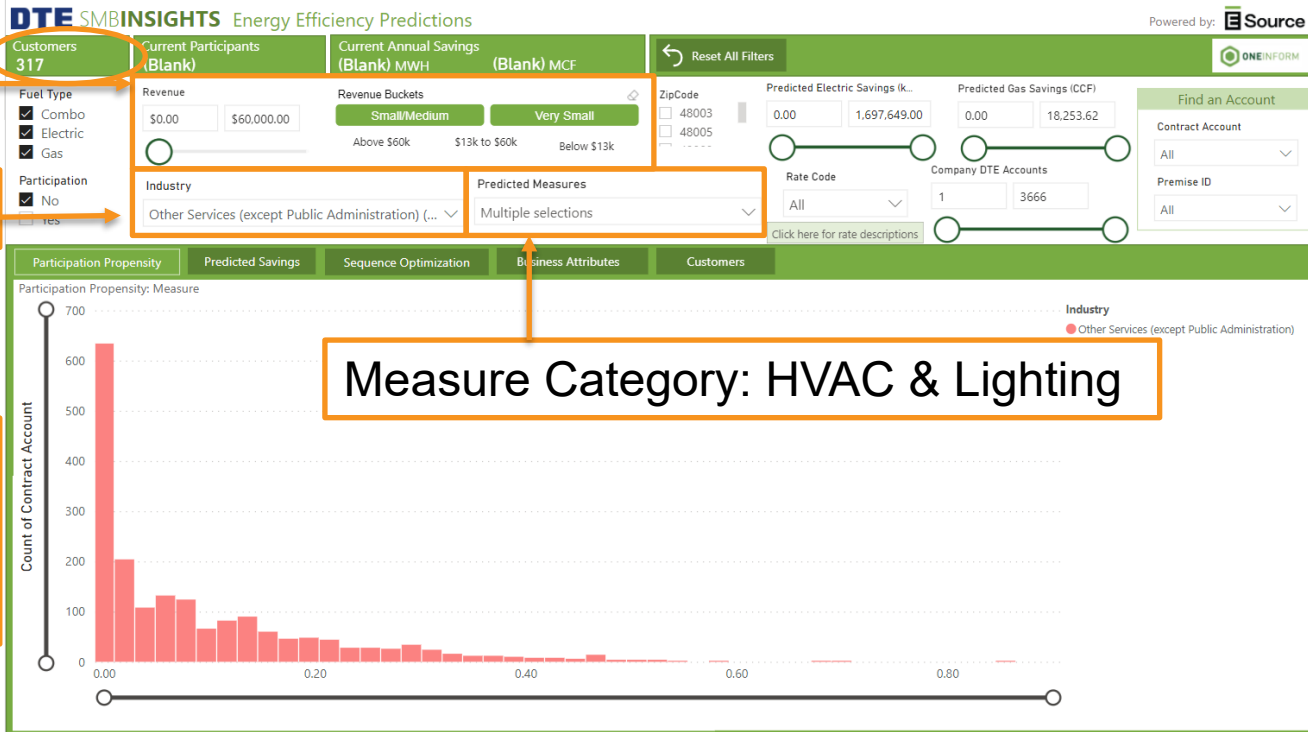 DTE SMBINSIGHTS Energy Efficiency Predictions
Powered by: E Source
Customers
317
Current Participants
(Blank)
Current Annual Savings
(Blank) MWH (Blank) MCF
Reset All Filters
ONEINFORM
Fuel Type
Combo
Electric
Gas
Participation
No
Yes
Revenue
$0.00 $60,000.00
Revenue Buckets
Small/Medium Very Small
Above $60k $13k to $60k Below $13k
Industry
Other Services (except Public Administration) (...
Predicted Measures
Multiple selections
ZipCode
48003
48005
Predicted Electric Savings (k...
0.00 1,697,649.00
Predicted Gas Savings (CCF)
0.00 18,253.62
Rate Code
All
Click here for rate descriptions
Company DTE Accounts
1 3666
Find an Account
Contract Account
All
Premise ID
All
Participation Propensity Predicted Savings Sequence Optimization Business Attributes Customers
Participation Propensity: Measure
Industry
Other Services (except Public Administration)
Measure Category: HVAC & Lighting
Count of Contract Account
700
600
500
400
300
200
100
0
0.00 0.20 0.40 0.60 0.80